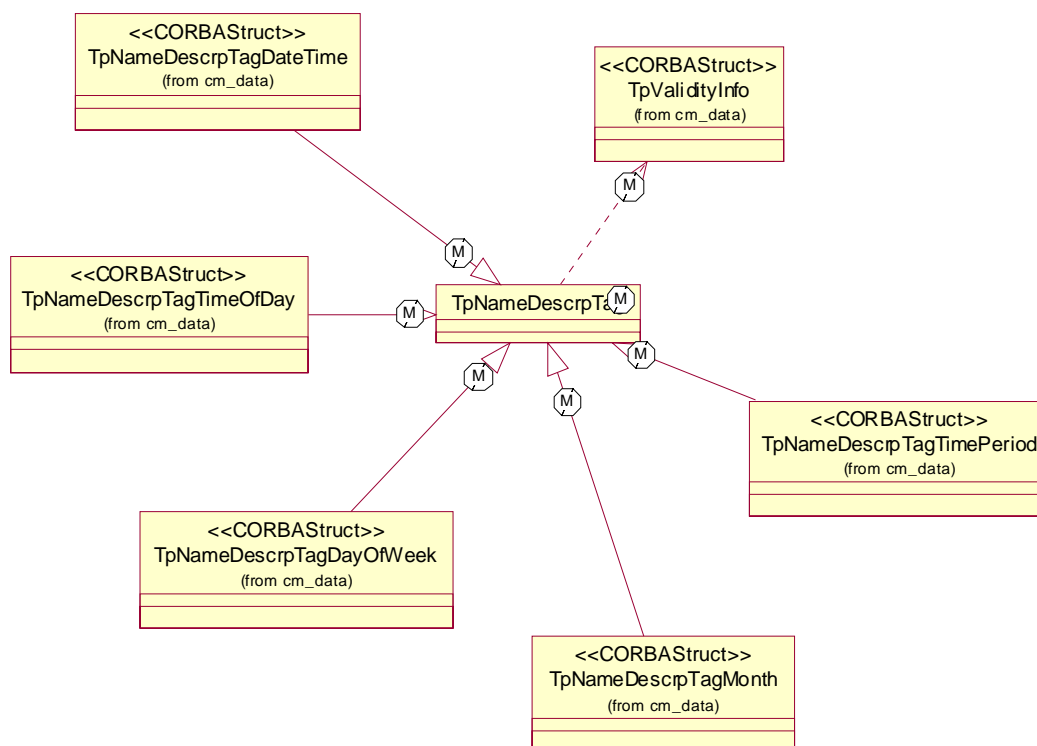 <<CORBAStruct>>
TpNameDescrpTagDateTime
(from cm_data)
<<CORBAStruct>>
TpValidityInfo
(from cm_data)
M
M
<<CORBAStruct>>
TpNameDescrpTagTimeOfDay
(from cm_data)
M
M
M
M
M
<<CORBAStruct>>
TpNameDescrpTagTimePeriod
(from cm_data)
<<CORBAStruct>>
TpNameDescrpTagDayOfWeek
(from cm_data)
<<CORBAStruct>>
TpNameDescrpTagMonth
(from cm_data)